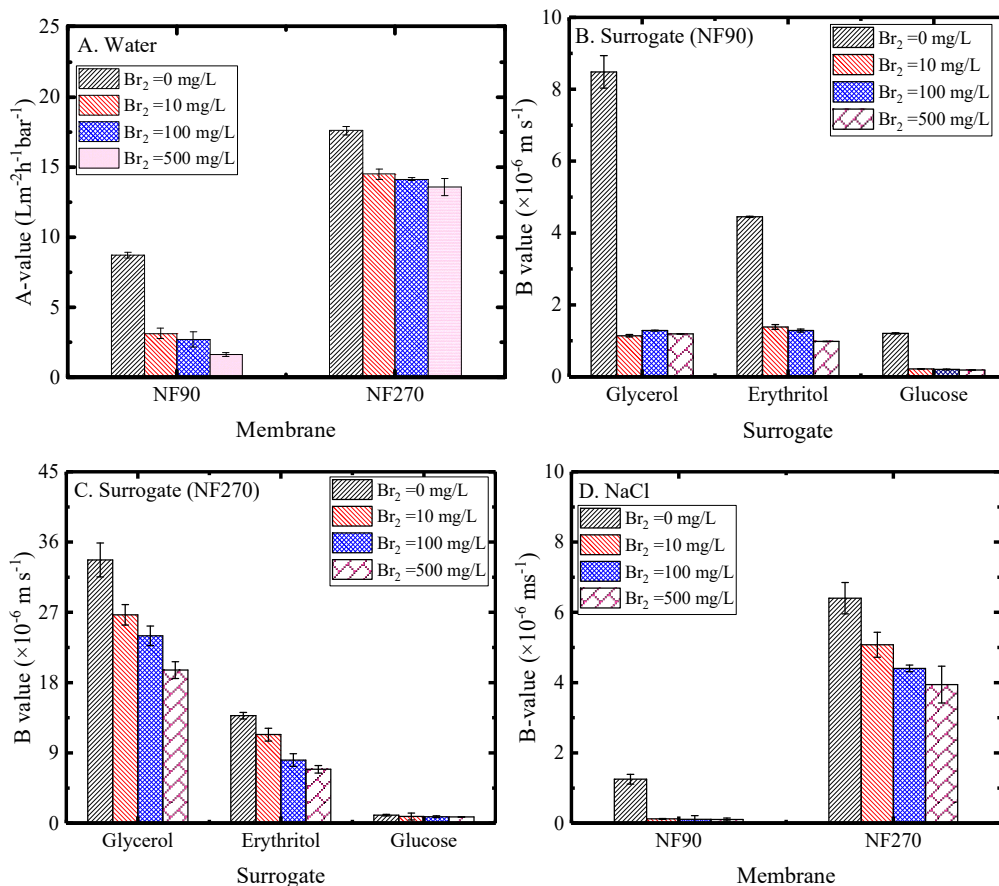 A. Water
Br₂ =0 mg/L
Br₂ =10 mg/L
Br₂ =100 mg/L
Br₂ =500 mg/L
25
20
15
10
5
0
A-value (Lm⁻²h⁻¹bar⁻¹)
NF90 NF270
Membrane
B. Surrogate (NF90)
Br₂ =0 mg/L
Br₂ =10 mg/L
Br₂ =100 mg/L
Br₂ =500 mg/L
10
8
6
4
2
0
B value (×10⁻⁶ m s⁻¹)
Glycerol Erythritol Glucose
Surrogate
C. Surrogate (NF270)
Br₂ =0 mg/L
Br₂ =10 mg/L
Br₂ =100 mg/L
Br₂ =500 mg/L
45
36
27
18
9
0
B value (×10⁻⁶ m s⁻¹)
Glycerol Erythritol Glucose
Surrogate
D. NaCl
Br₂ =0 mg/L
Br₂ =10 mg/L
Br₂ =100 mg/L
Br₂ =500 mg/L
10
8
6
4
2
0
B-value (×10⁻⁶ ms⁻¹)
NF90 NF270
Membrane